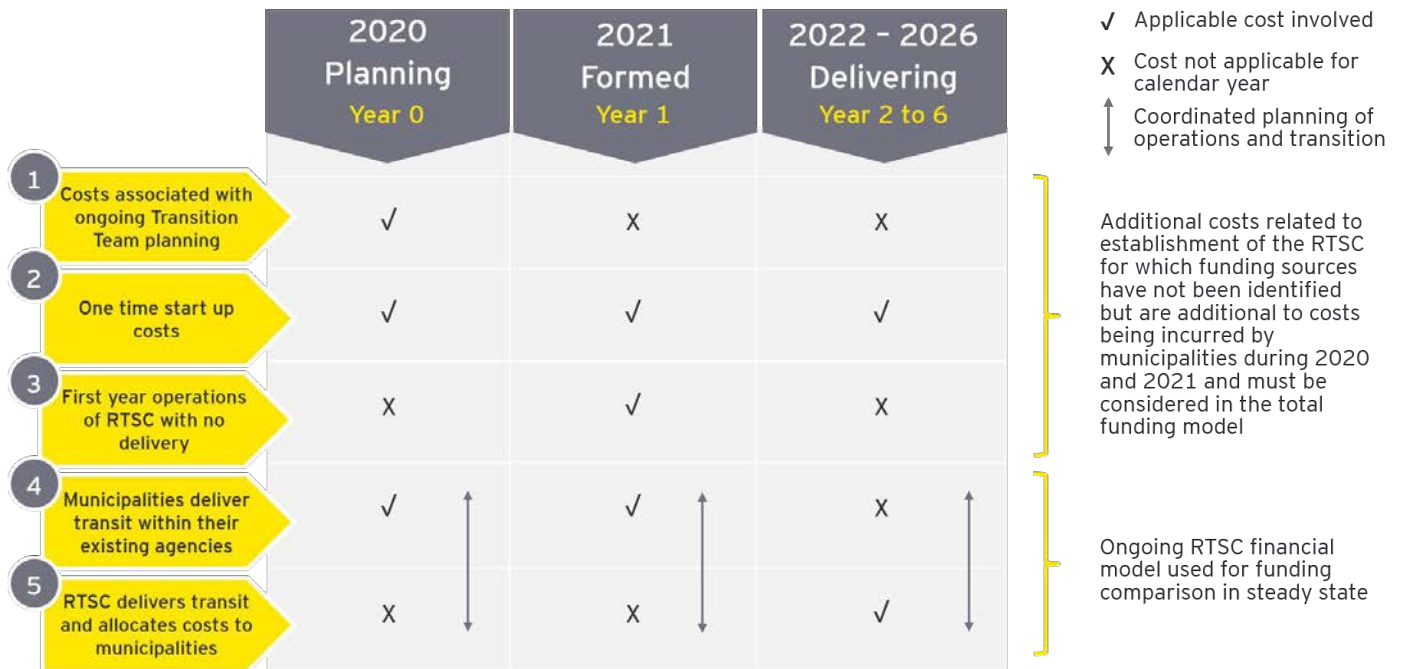 2020
Planning
Year 0
2021
Formed
Year 1
2022 - 2026
Delivering
Year 2 to 6
√ Applicable cost involved
X Cost not applicable for
calendar year
Coordinated planning of
operations and transition
1
Costs associated with
ongoing Transition
Team planning
√ X X
2
One time start up
costs
√ √ √
3
First year operations
of RTSC with no
delivery
X √ X
4
Municipalities deliver
transit within their
existing agencies
√ √ X
5
RTSC delivers transit
and allocates costs to
municipalities
X X √
Additional costs related to
establishment of the RTSC
for which funding sources
have not been identified
but are additional to costs
being incurred by
municipalities during 2020
and 2021 and must be
considered in the total
funding model
Ongoing RTSC financial
model used for funding
comparison in steady state